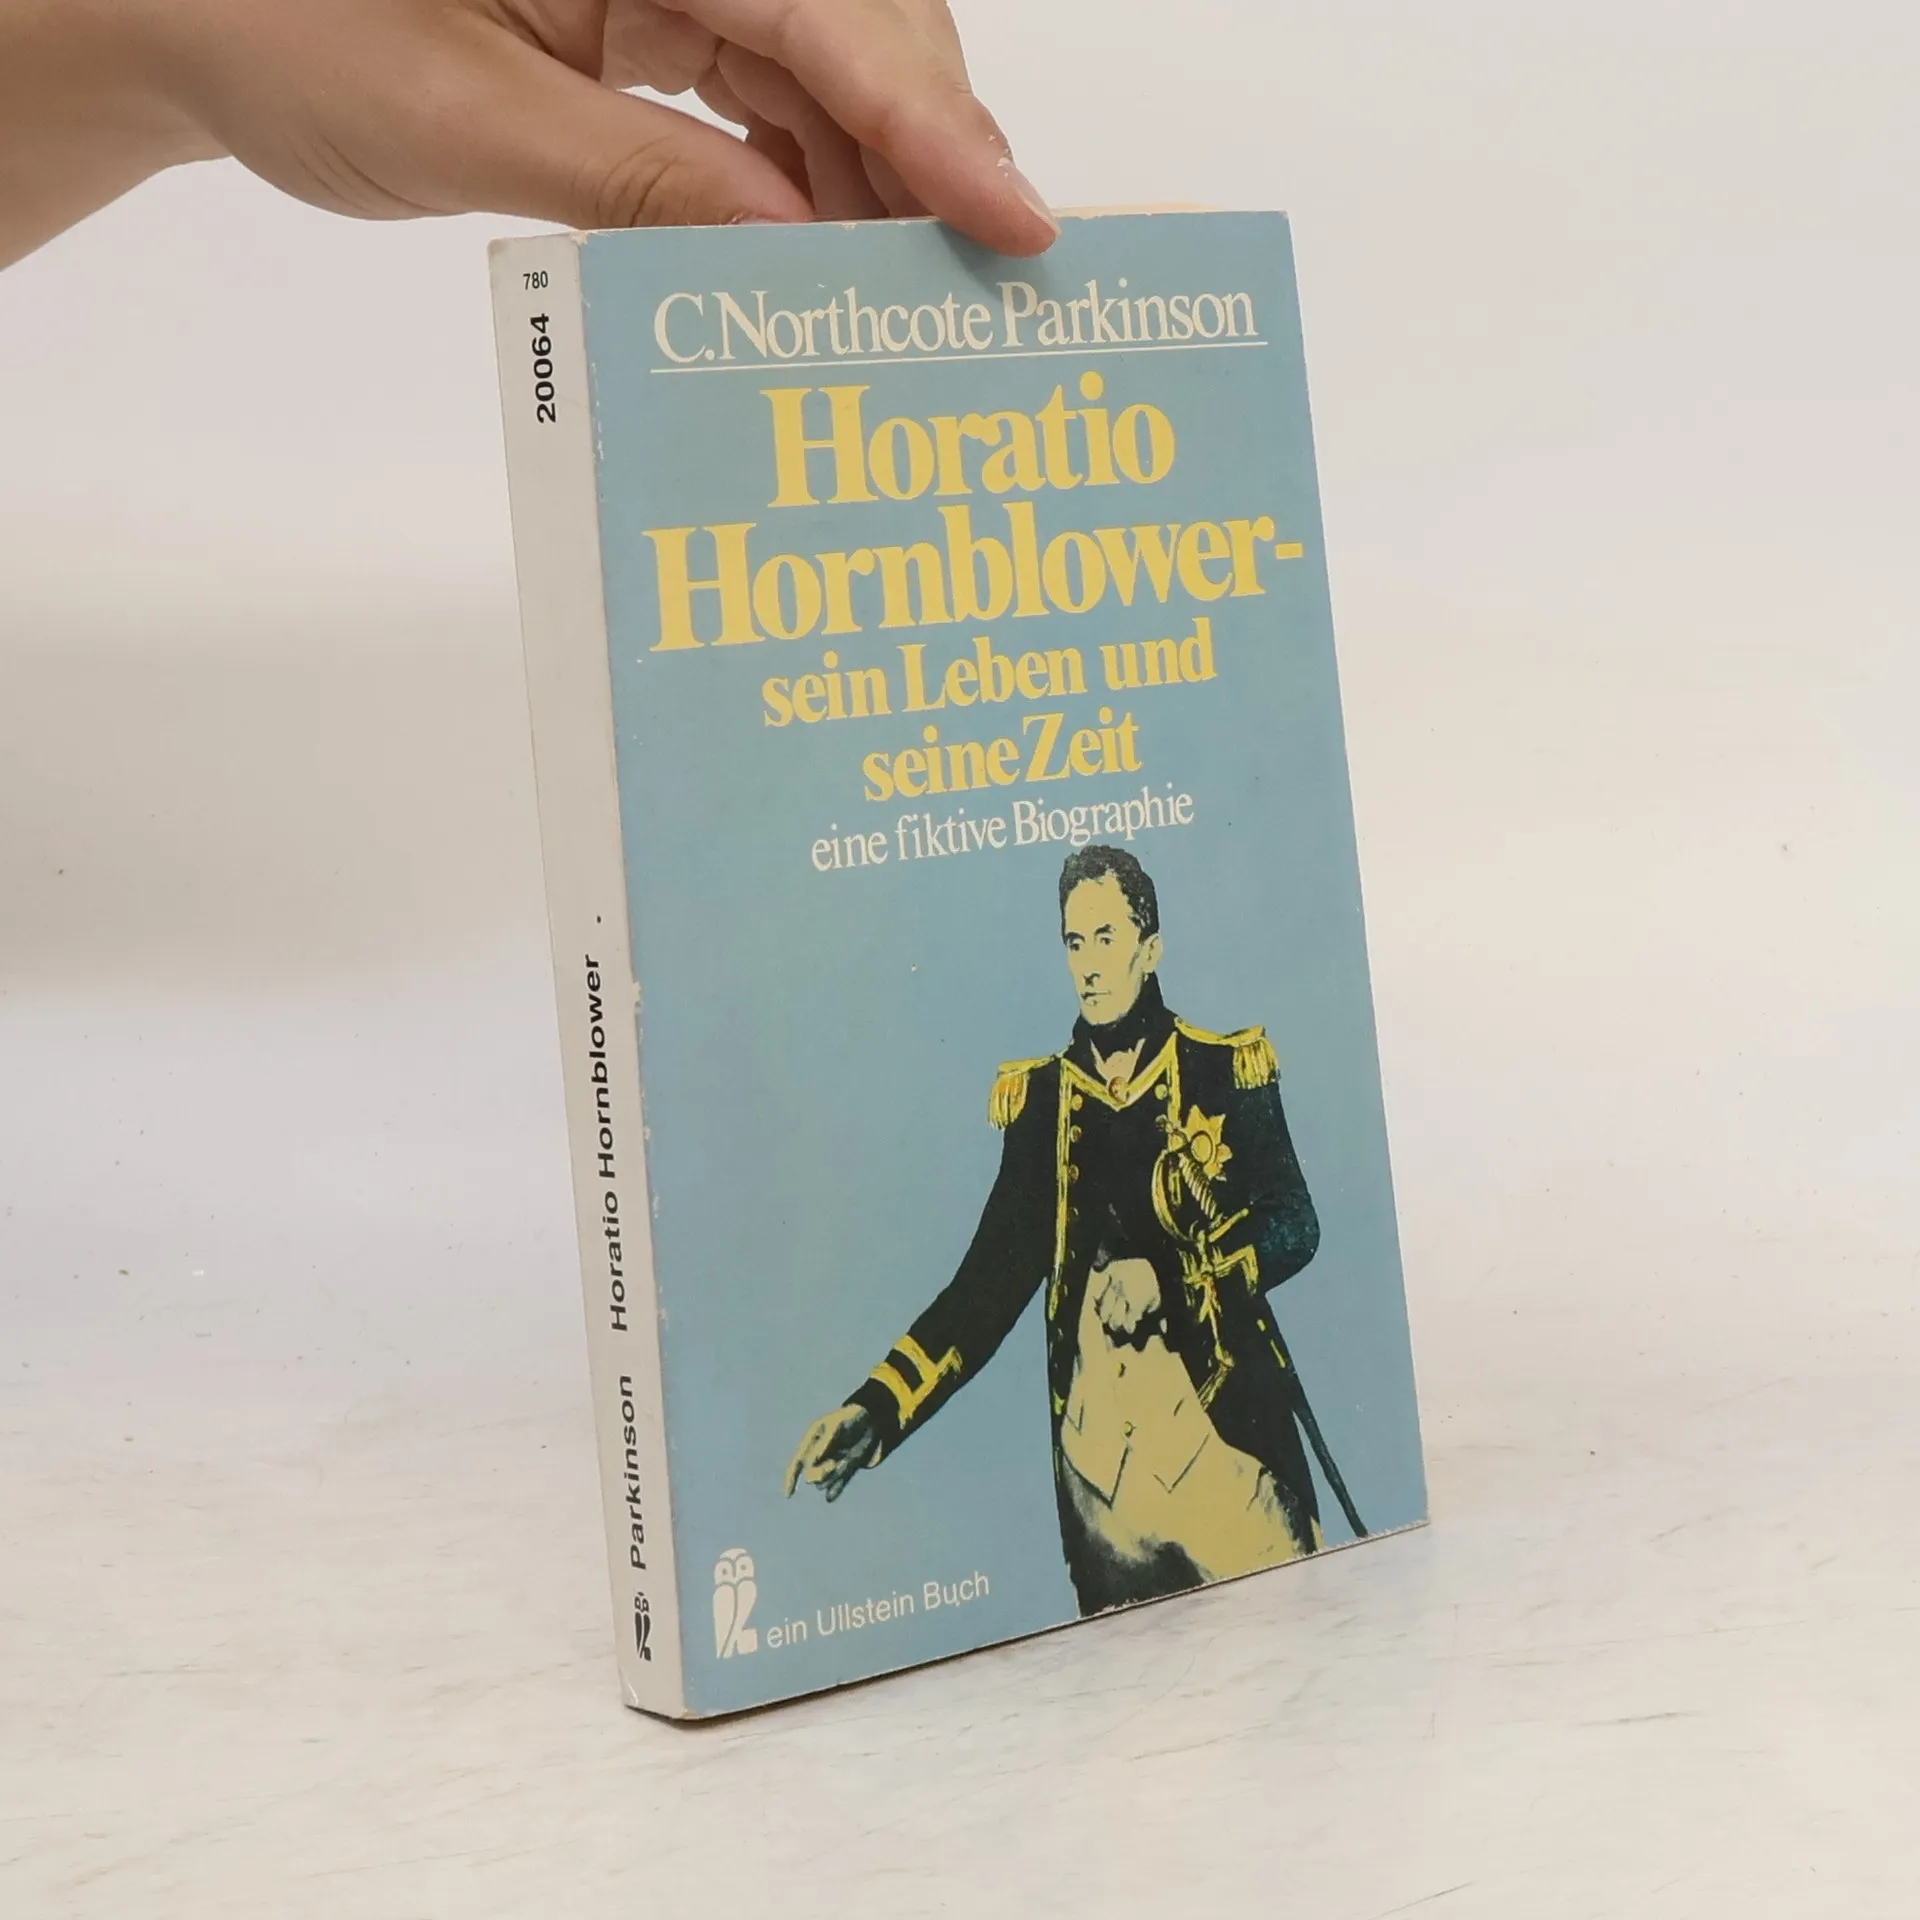 780
20064
Parkinson Horatio Hornblower
C. Northcote Parkinson
Horatio
Hornblower-
sein Leben und
seine Zeit
eine fiktive Biographie
ein Ullstein Buch